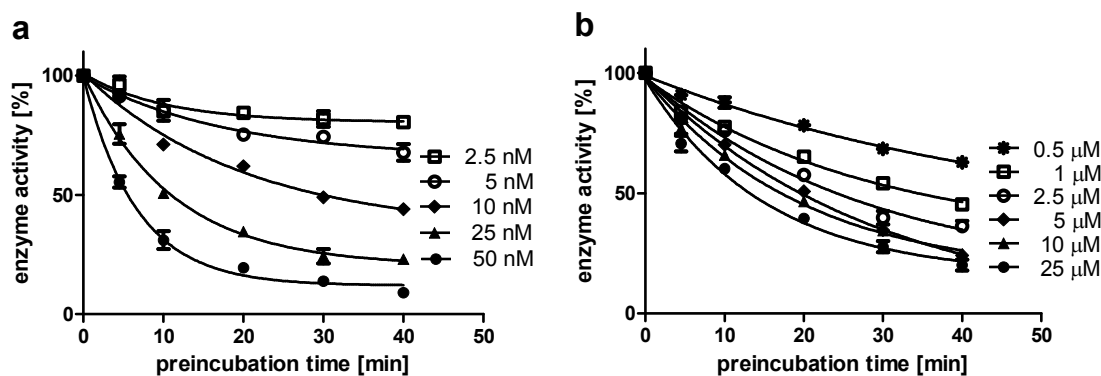 a
enzyme activity [%]
100
50
0
0 10 20 30 40 50
preincubation time [min]
2.5 nM
5 nM
10 nM
25 nM
50 nM
b
enzyme activity [%]
100
50
0
0 10 20 30 40 50
preincubation time [min]
0.5 μM
1 μM
2.5 μM
5 μM
10 μM
25 μM